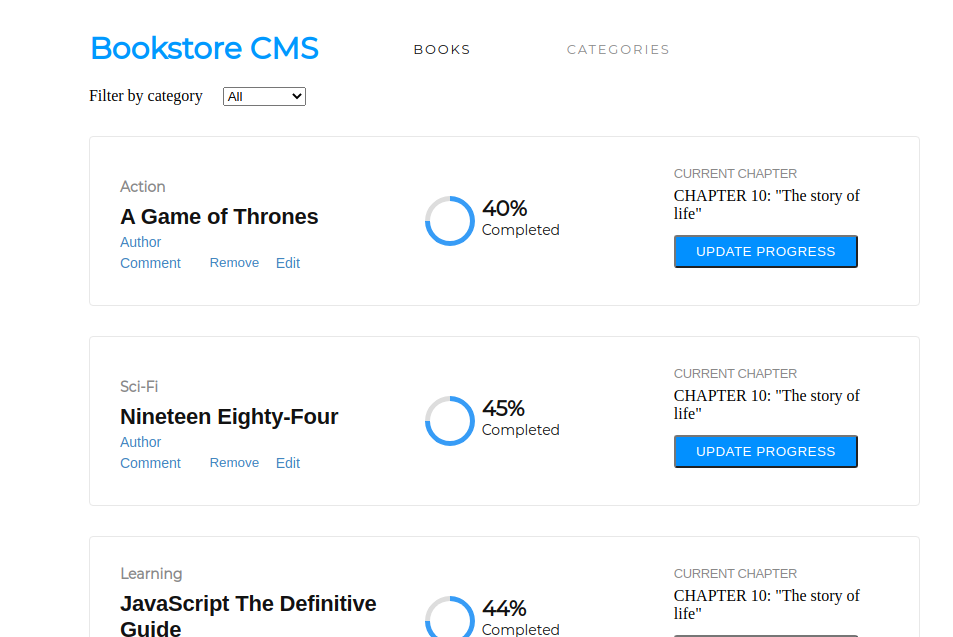 Bookstore CMS BOOKS CATEGORIES
Filter by category All
Action
A Game of Thrones
Author
Comment Remove Edit
40%
Completed
CURRENT CHAPTER
CHAPTER 10: "The story of
life"
UPDATE PROGRESS
Sci-Fi
Nineteen Eighty-Four
Author
Comment Remove Edit
45%
Completed
CURRENT CHAPTER
CHAPTER 10: "The story of
life"
UPDATE PROGRESS
Learning
JavaScript The Definitive
Guide
44%
Completed
CURRENT CHAPTER
CHAPTER 10: "The story of
life"